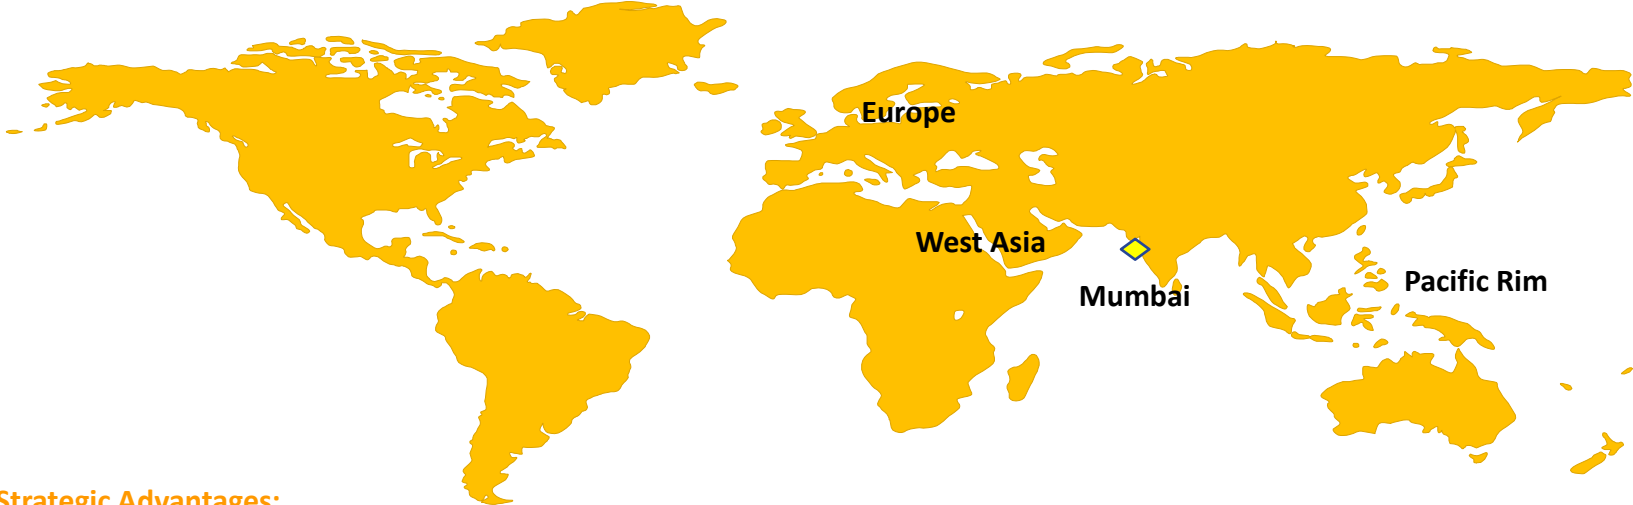 Europe
West Asia
Mumbai
Pacific Rim
Strategic Advantages: